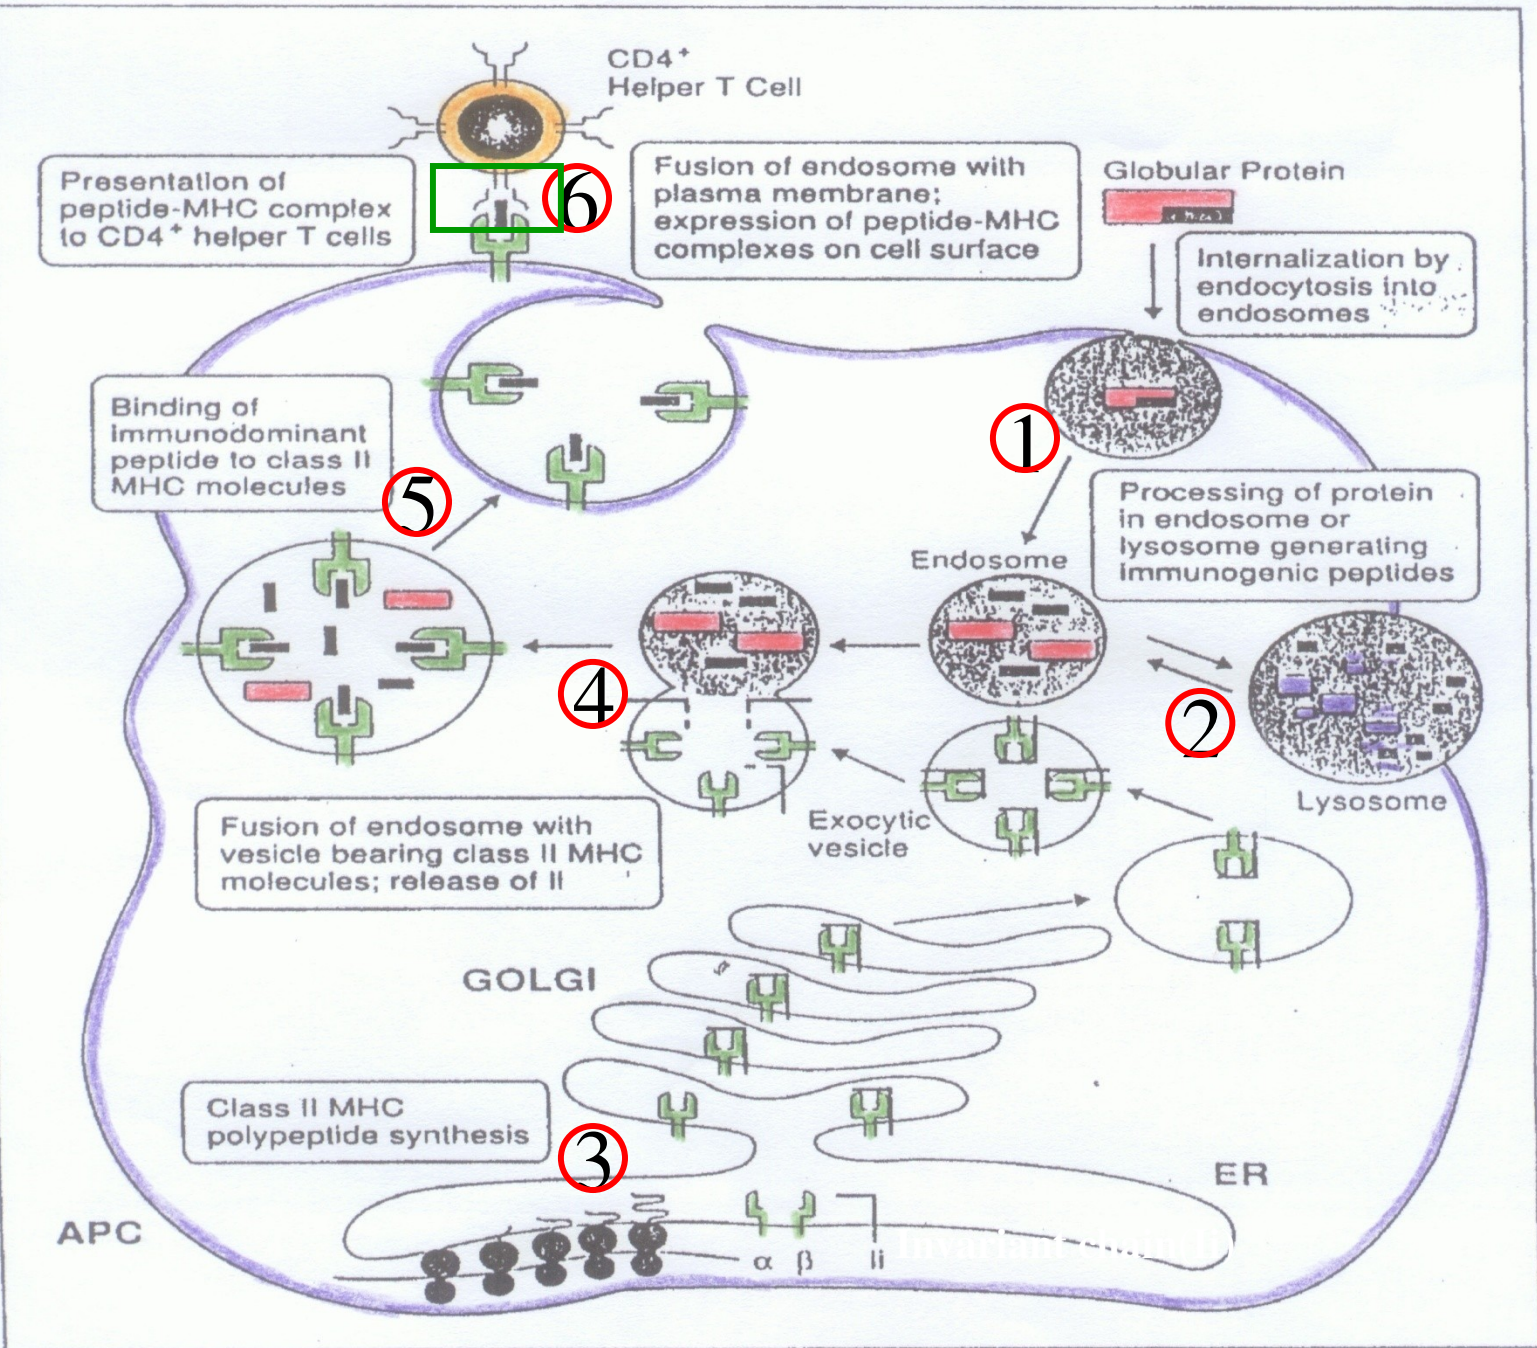 CD4⁺
Helper T Cell
Presentation of
peptide-MHC complex
to CD4⁺ helper T cells
6
Fusion of endosome with
plasma membrane;
expression of peptide-MHC
complexes on cell surface
Globular Protein
Internalization by
endocytosis into
endosomes
1
Binding of
immunodominant
peptide to class II
MHC molecules
5
Processing of protein
in endosome or
lysosome generating
immunogenic peptides
Endosome
4
2
Lysosome
Exocytic
vesicle
Fusion of endosome with
vesicle bearing class II MHC
molecules; release of Ii
GOLGI
Class II MHC
polypeptide synthesis
3
ER
APC
α β Ii
Invariant chain